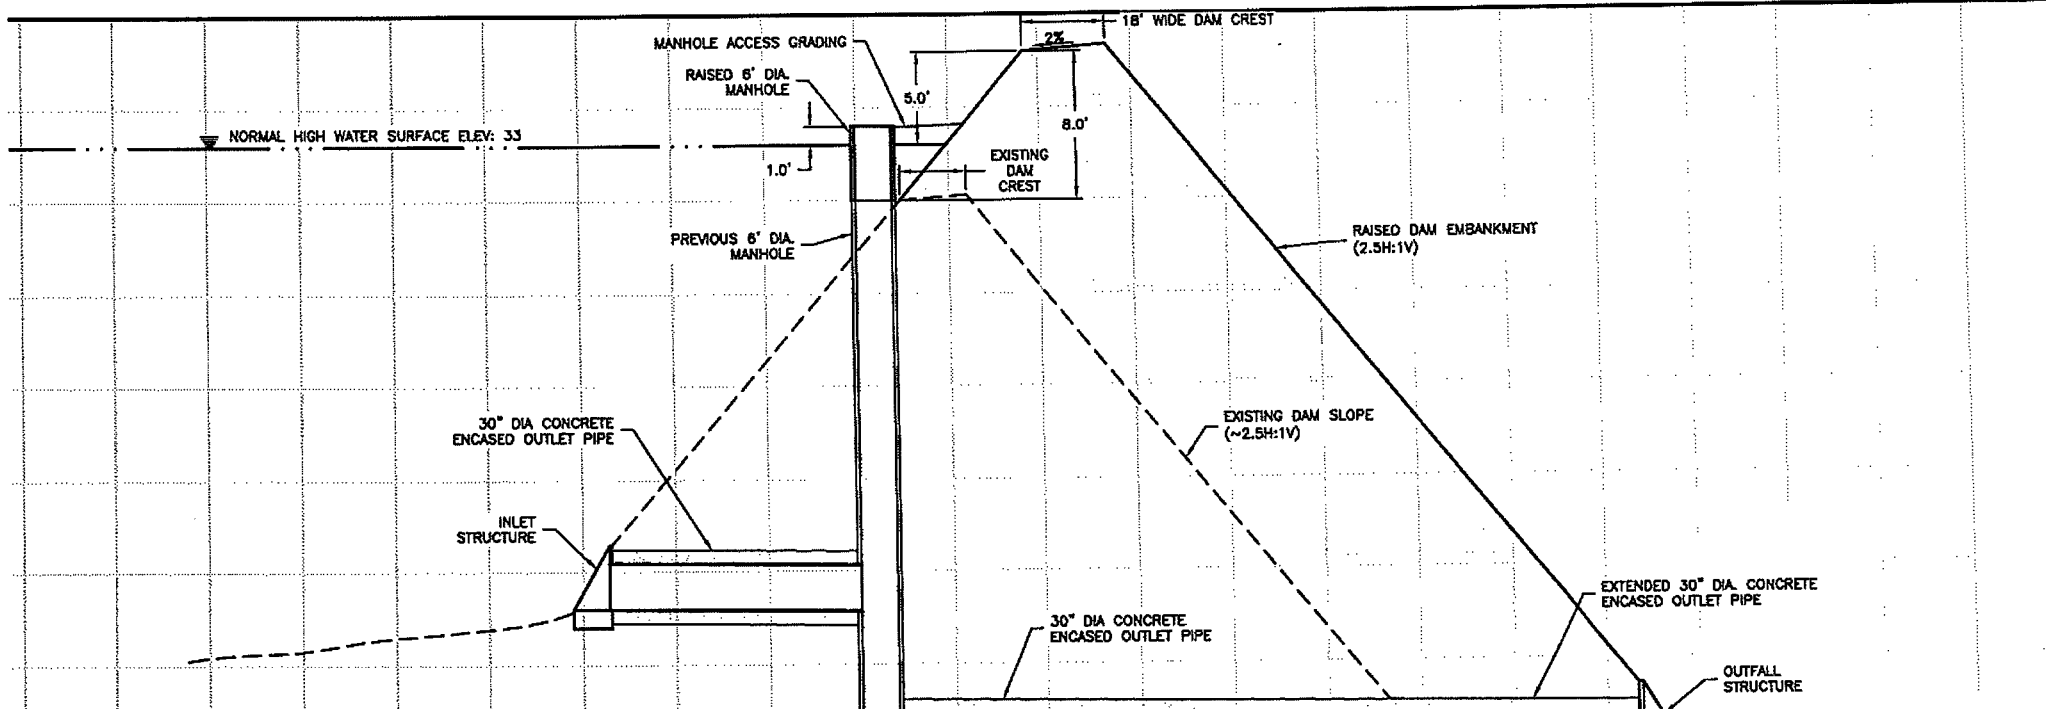 18' WIDE DAM CREST
MANHOLE ACCESS GRADING
2%
RAISED 6' DIA.
MANHOLE
5.0'
8.0'
NORMAL HIGH WATER SURFACE ELEV: 33
1.0'
EXISTING
DAM
CREST
PREVIOUS 6' DIA.
MANHOLE
RAISED DAM EMBANKMENT
(2.5H:1V)
30" DIA CONCRETE
ENCASED OUTLET PIPE
EXISTING DAM SLOPE
(~2.5H:1V)
INLET
STRUCTURE
EXTENDED 30" DIA. CONCRETE
ENCASED OUTLET PIPE
30" DIA CONCRETE
ENCASED OUTLET PIPE
OUTFALL
STRUCTURE